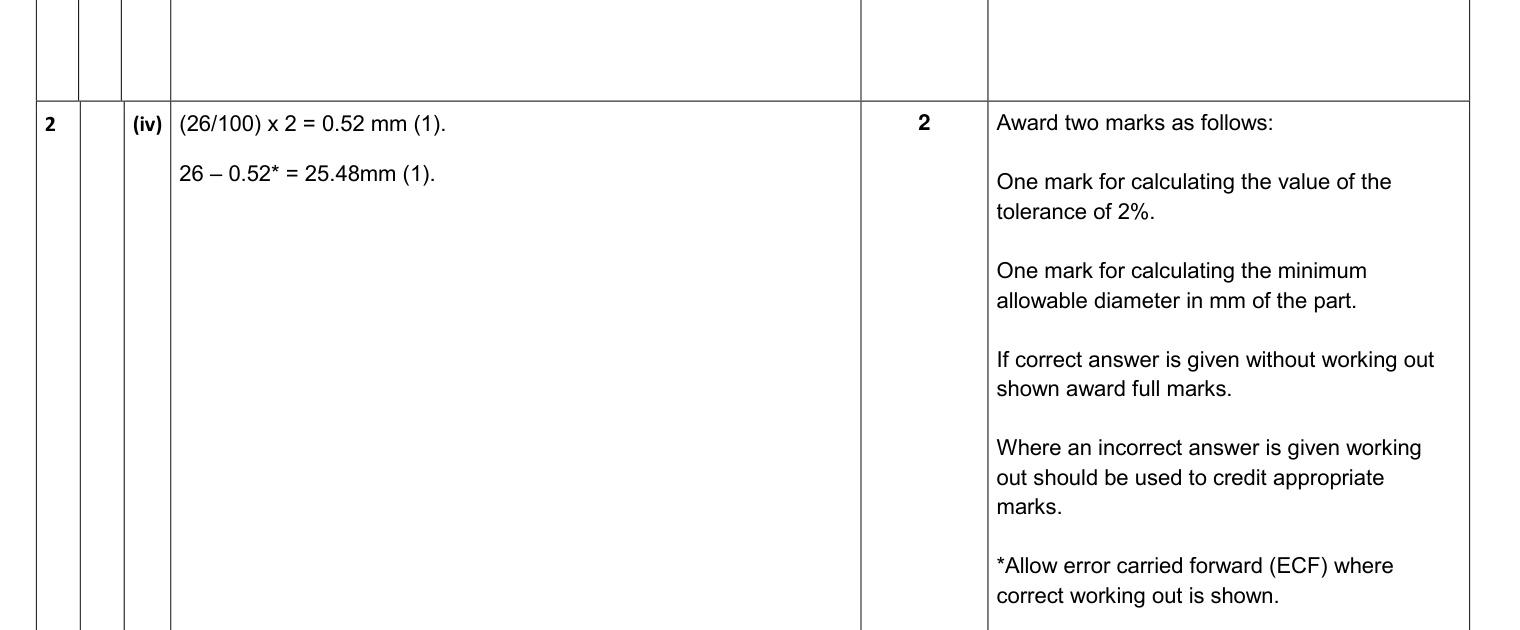 2 (iv) (26/100) x 2 = 0.52 mm (1).
26 – 0.52* = 25.48mm (1).
2
Award two marks as follows:
One mark for calculating the value of the
tolerance of 2%.
One mark for calculating the minimum
allowable diameter in mm of the part.
If correct answer is given without working out
shown award full marks.
Where an incorrect answer is given working
out should be used to credit appropriate
marks.
*Allow error carried forward (ECF) where
correct working out is shown.